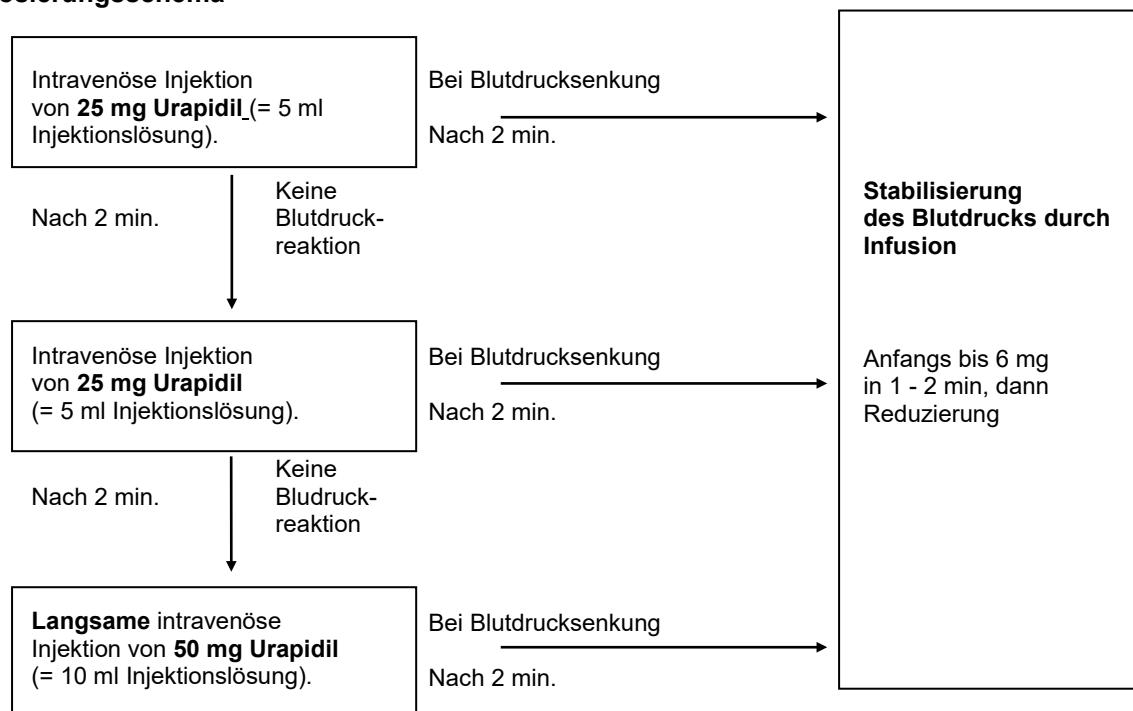 Intravenöse Injektion
von 25 mg Urapidil (= 5 ml
Injektionslösung).
Bei Blutdrucksenkung
Nach 2 min.
Nach 2 min.
Keine
Blutdruck-
reaktion
Intravenöse Injektion
von 25 mg Urapidil
(= 5 ml Injektionslösung).
Bei Blutdrucksenkung
Nach 2 min.
Nach 2 min.
Keine
Bludruck-
reaktion
Langsame intravenöse
Injektion von 50 mg Urapidil
(= 10 ml Injektionslösung).
Bei Blutdrucksenkung
Nach 2 min.
Stabilisierung
des Blutdrucks durch
Infusion
Anfangs bis 6 mg
in 1 - 2 min, dann
Reduzierung